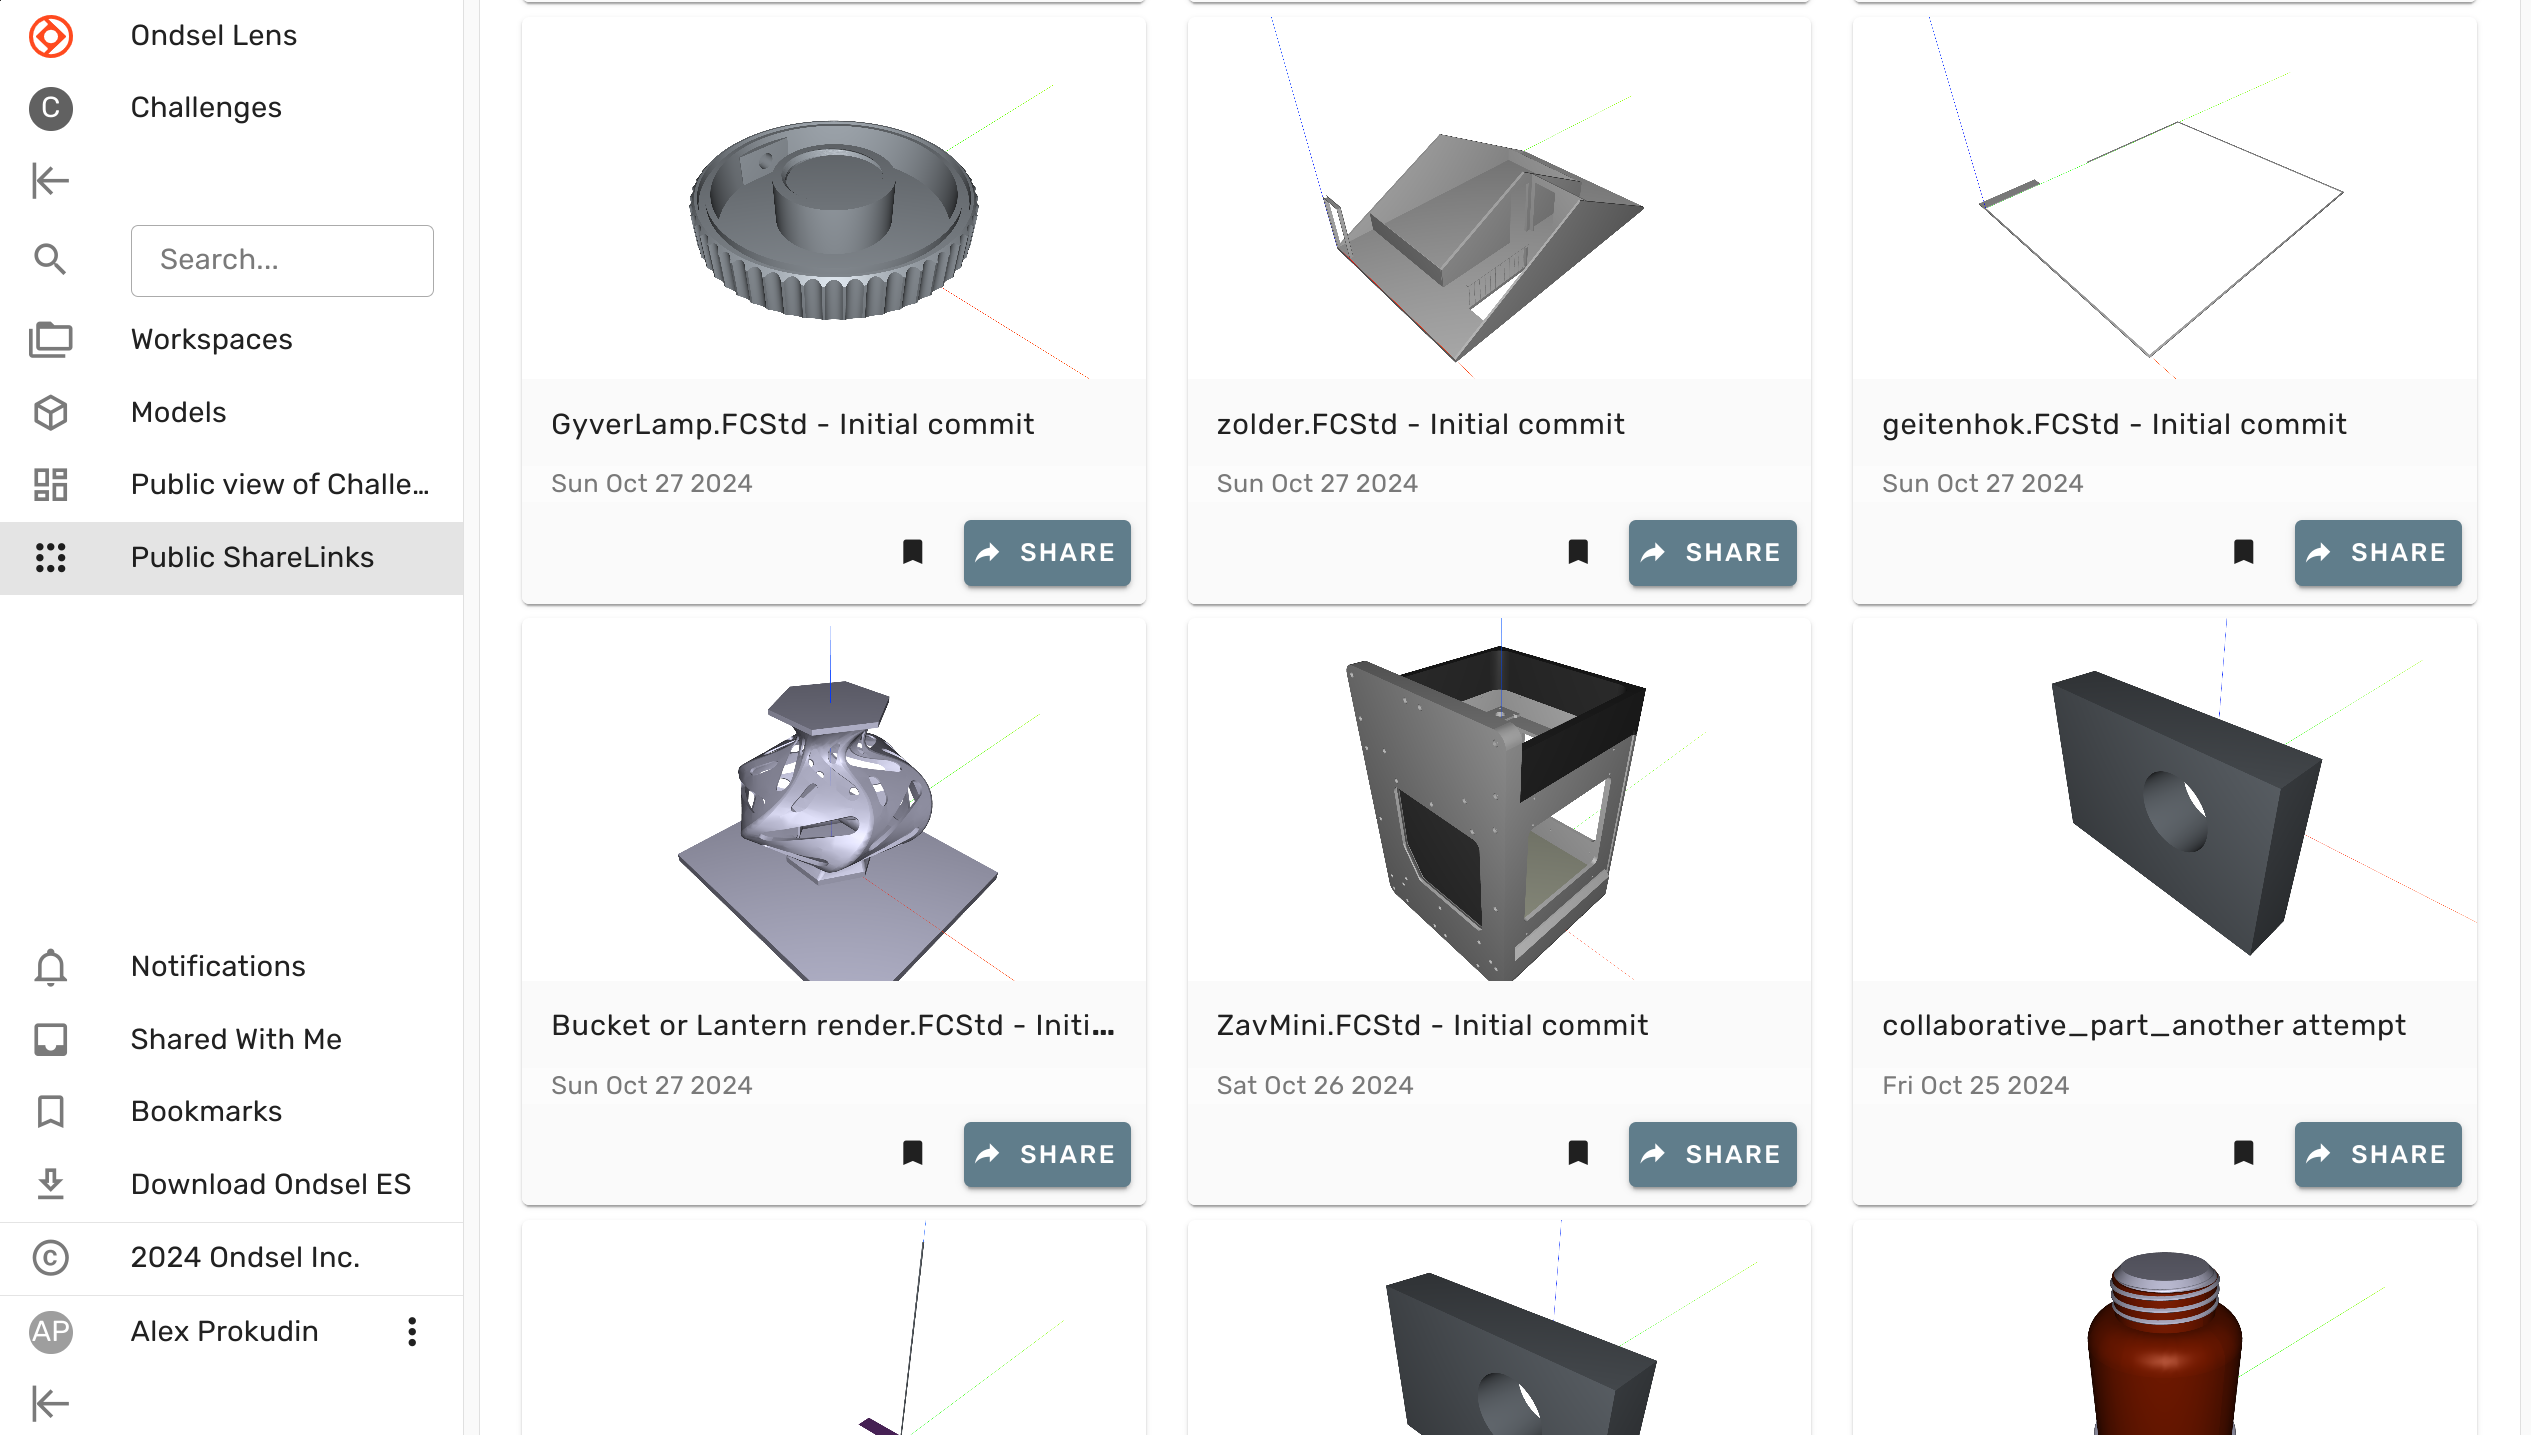 Ondsel Lens
C
Challenges
Search...
Workspaces
Models
Public view of Challe...
Public ShareLinks
Notifications
Shared With Me
Bookmarks
Download Ondsel ES
2024 Ondsel Inc.
AP
Alex Prokudin
GyverLamp.FCStd - Initial commit
Sun Oct 27 2024
SHARE
zolder.FCStd - Initial commit
Sun Oct 27 2024
SHARE
geitenhok.FCStd - Initial commit
Sun Oct 27 2024
SHARE
Bucket or Lantern render.FCStd - Initi...
Sun Oct 27 2024
SHARE
ZavMini.FCStd - Initial commit
Sat Oct 26 2024
SHARE
collaborative_part_another attempt
Fri Oct 25 2024
SHARE